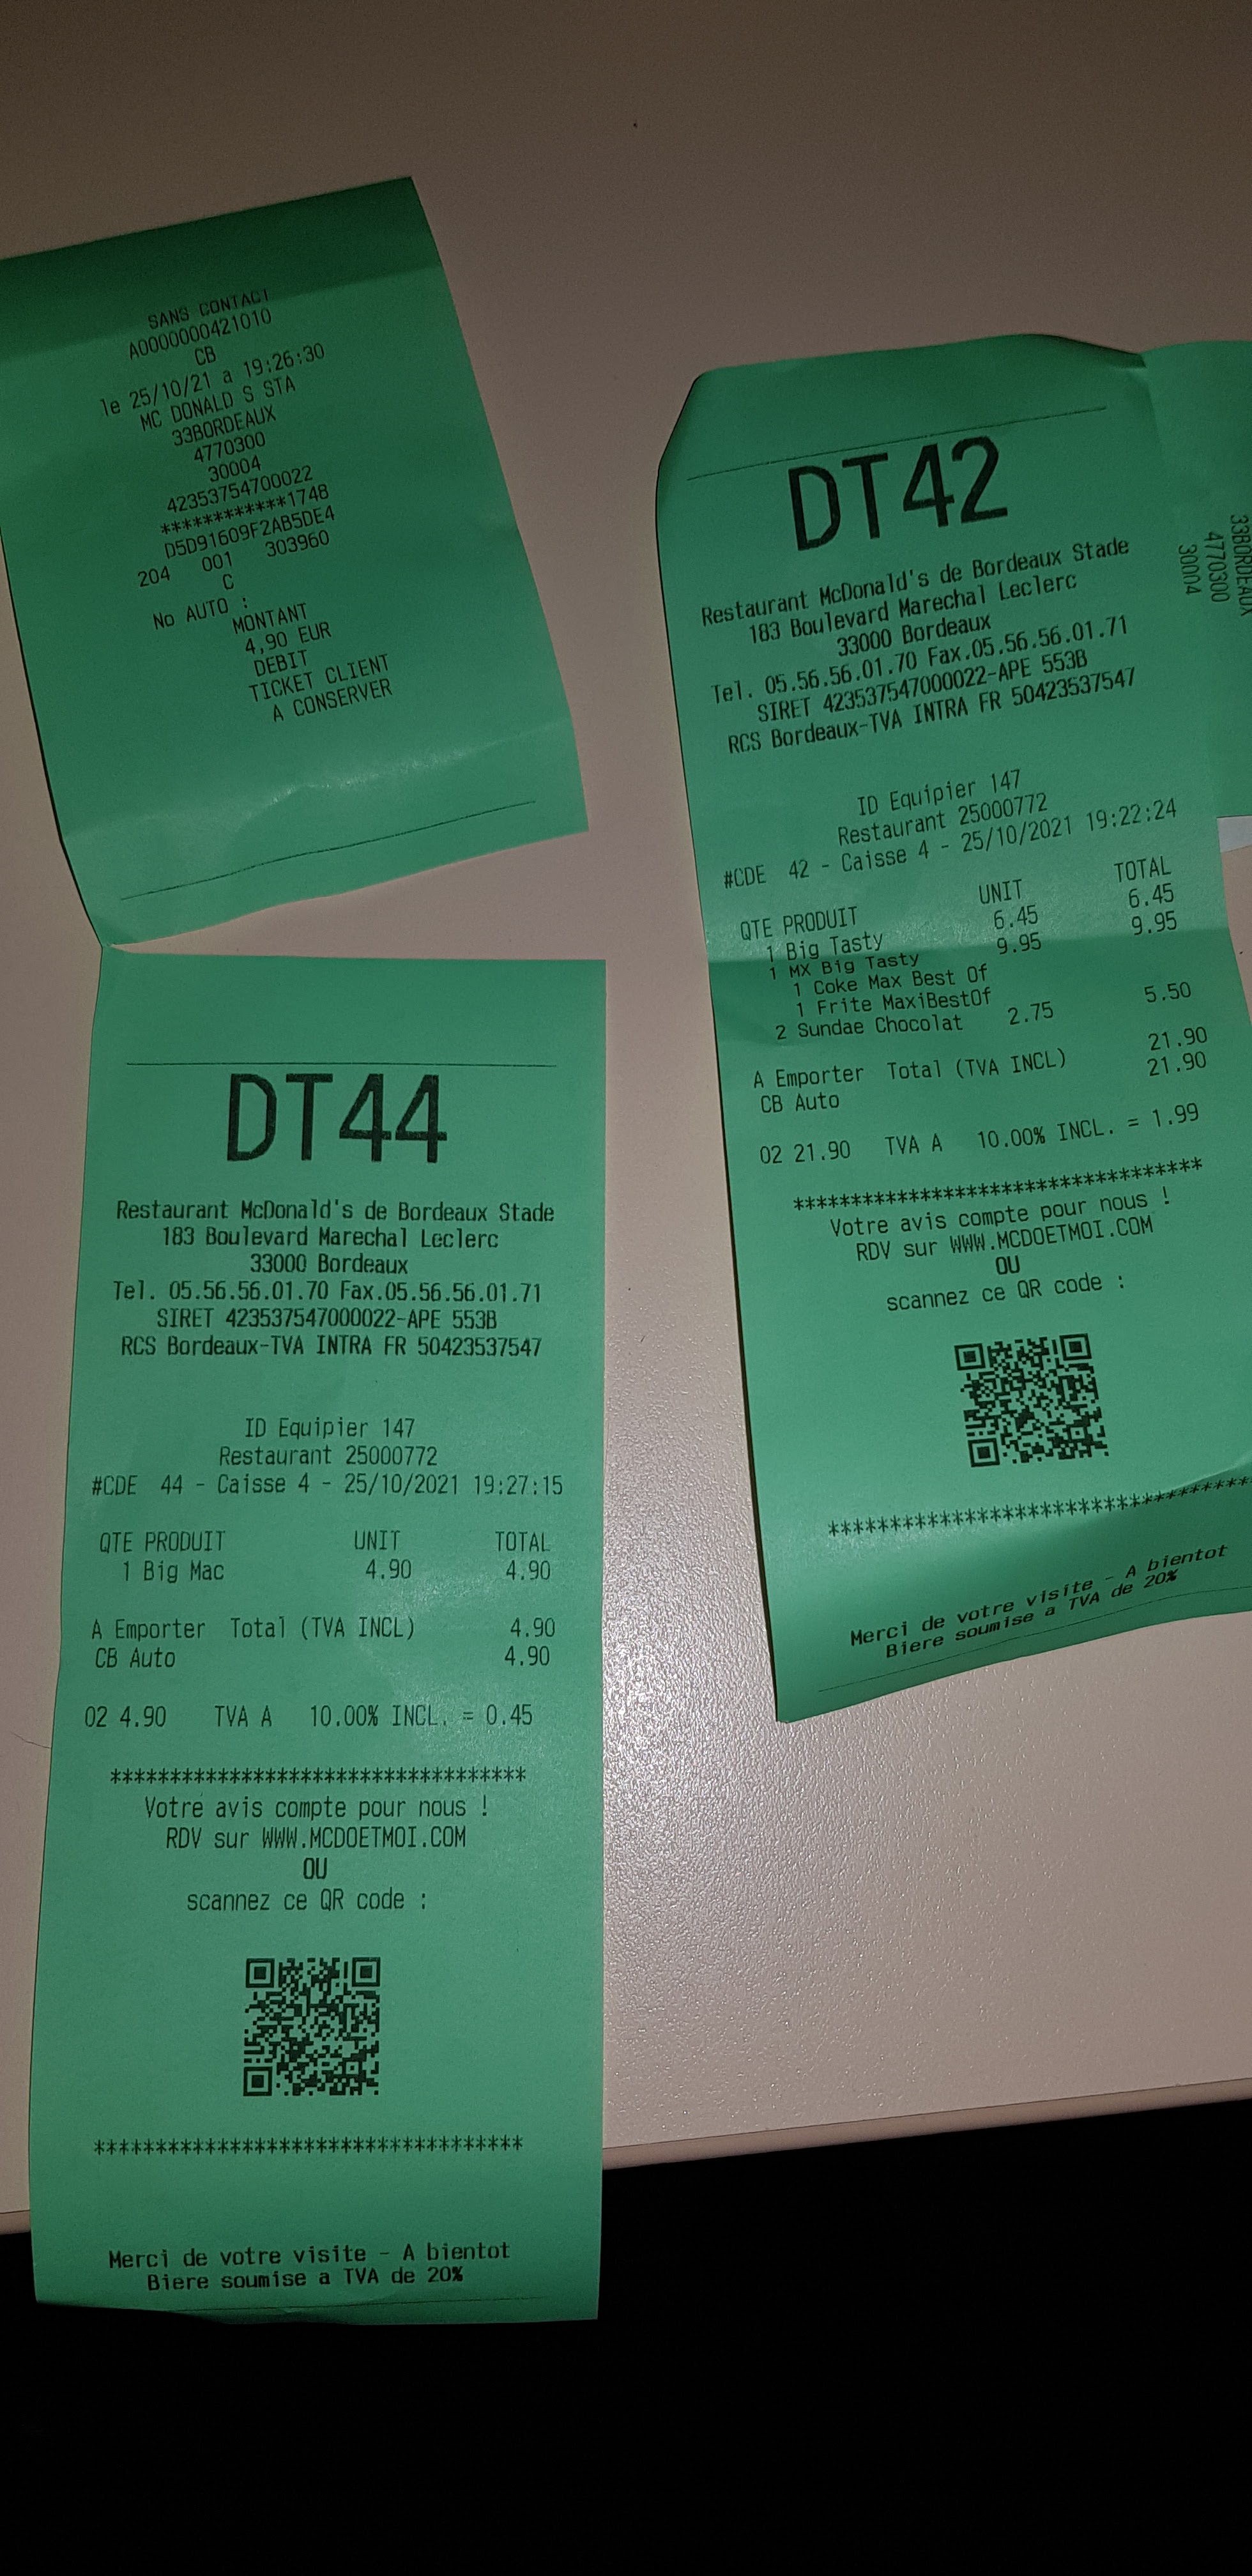 SANS CONTACT
A0000000421010
CB
le 25/10/21 a 19:26:30
MC DONALD S STA
33BORDEAUX
4770300
30004
42353754700022
************1748
D5D91609F2AB5DE4
204 001 303960
C
No AUTO :
MONTANT
4,90 EUR
DEBIT
TICKET CLIENT
A CONSERVER
DT44
Restaurant McDonald's de Bordeaux Stade
183 Boulevard Marechal Leclerc
33000 Bordeaux
Tel. 05.56.56.01.70 Fax.05.56.56.01.71
SIRET 423537547000022-APE 553B
RCS Bordeaux-TVA INTRA FR 50423537547
ID Equipier 147
Restaurant 25000772
#CDE 44 - Caisse 4 - 25/10/2021 19:27:15
QTE PRODUIT UNIT TOTAL
1 Big Mac 4.90 4.90
A Emporter Total (TVA INCL) 4.90
CB Auto 4.90
02 4.90 TVA A 10.00% INCL. = 0.45
***********************************
Votre avis compte pour nous !
RDV sur WWW.MCDOETMOI.COM
OU
scannez ce QR code :
***********************************
Merci de votre visite - A bientot
Biere soumise a TVA de 20%
DT42
Restaurant McDonald's de Bordeaux Stade
183 Boulevard Marechal Leclerc
33000 Bordeaux
Tel. 05.56.56.01.70 Fax.05.56.56.01.71
SIRET 423537547000022-APE 553B
RCS Bordeaux-TVA INTRA FR 50423537547
ID Equipier 147
Restaurant 25000772
#CDE 42 - Caisse 4 - 25/10/2021 19:22:24
QTE PRODUIT UNIT TOTAL
1 Big Tasty 6.45 6.45
1 MX Big Tasty 9.95 9.95
1 Coke Max Best Of
1 Frite MaxiBestOf
2 Sundae Chocolat 2.75 5.50
A Emporter Total (TVA INCL) 21.90
CB Auto 21.90
02 21.90 TVA A 10.00% INCL. = 1.99
***********************************
Votre avis compte pour nous !
RDV sur WWW.MCDOETMOI.COM
OU
scannez ce QR code :
***********************************
Merci de votre visite - A bientot
Biere soumise a TVA de 20%
33BORDEAUX
4770300
30004